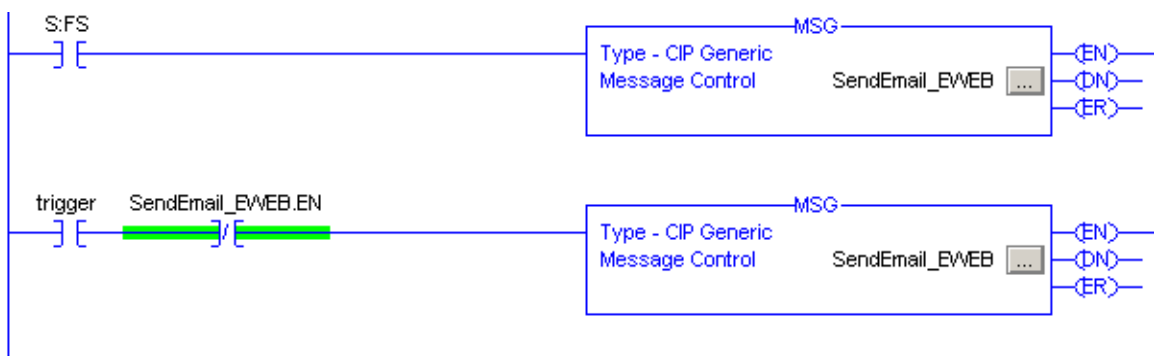 S:FS
MSG
Type - CIP Generic
Message Control SendEmail_EWEB ...
EN
DN
ER
trigger SendEmail_EWEB.EN
MSG
Type - CIP Generic
Message Control SendEmail_EWEB ...
EN
DN
ER